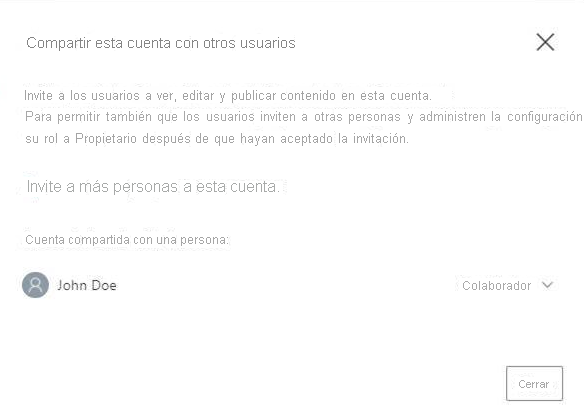 Compartir esta cuenta con otros usuarios
Invite a los usuarios a ver, editar y publicar contenido en esta cuenta.
Para permitir también que los usuarios inviten a otras personas y administren la configuración
su rol a Propietario después de que hayan aceptado la invitación.
Invite a más personas a esta cuenta.
Cuenta compartida con una persona:
John Doe
Colaborador
Cerrar